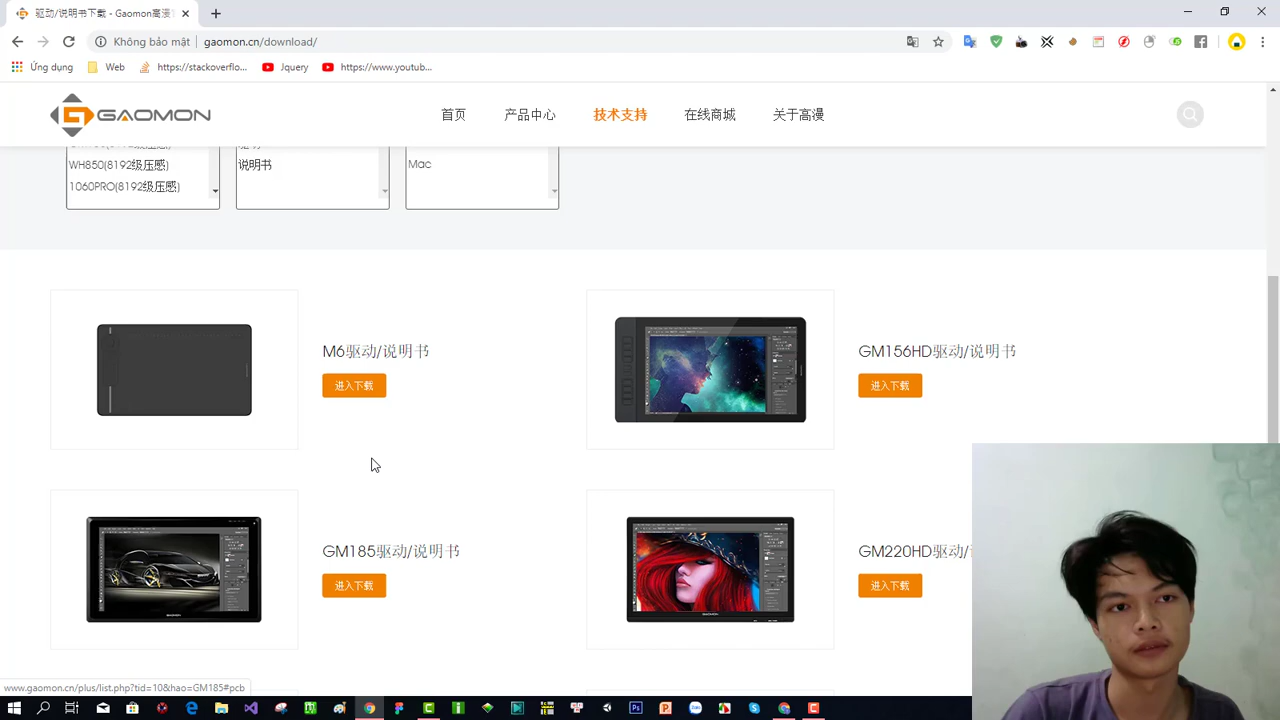 驱动/说明书下载 - Gaomon高漫
Không bảo mật | gaomon.cn/download/
Ứng dụng Web https://stackoverflo... Jquery https://www.youtub...
GAOMON 首页 产品中心 技术支持 在线商城 关于高漫
WH850(8192级压感) 说明书 Mac
1060PRO(8192级压感)
M6驱动/说明书 GM156HD驱动/说明书
进入下载 进入下载
GM185驱动/说明书 GM220HD驱动/
进入下载 进入下载
www.gaomon.cn/plus/list.php?tid=10&hao=GM185#pcb